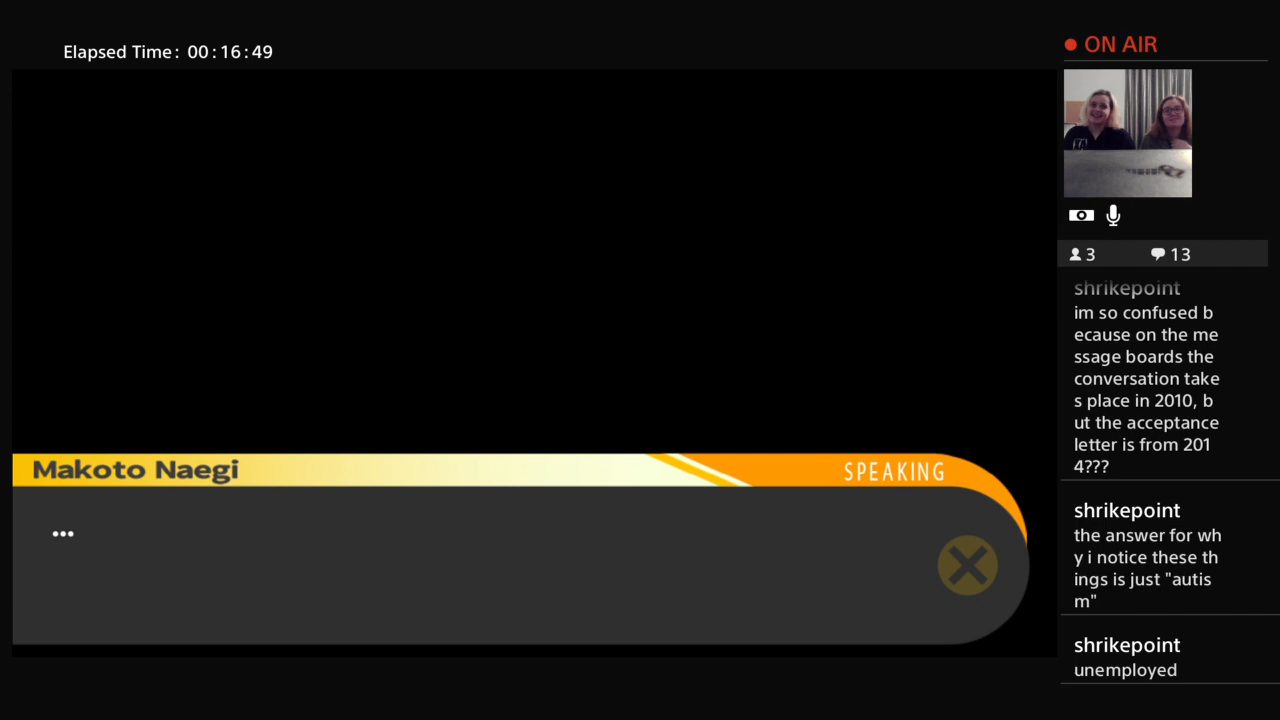 Elapsed Time: 00:16:49
ON AIR
3 13
shrikepoint
im so confused b
ecause on the me
ssage boards the
conversation take
s place in 2010, b
ut the acceptance
letter is from 201
4???
shrikepoint
the answer for wh
y i notice these th
ings is just "autis
m"
shrikepoint
unemployed
Makoto Naegi
SPEAKING
...